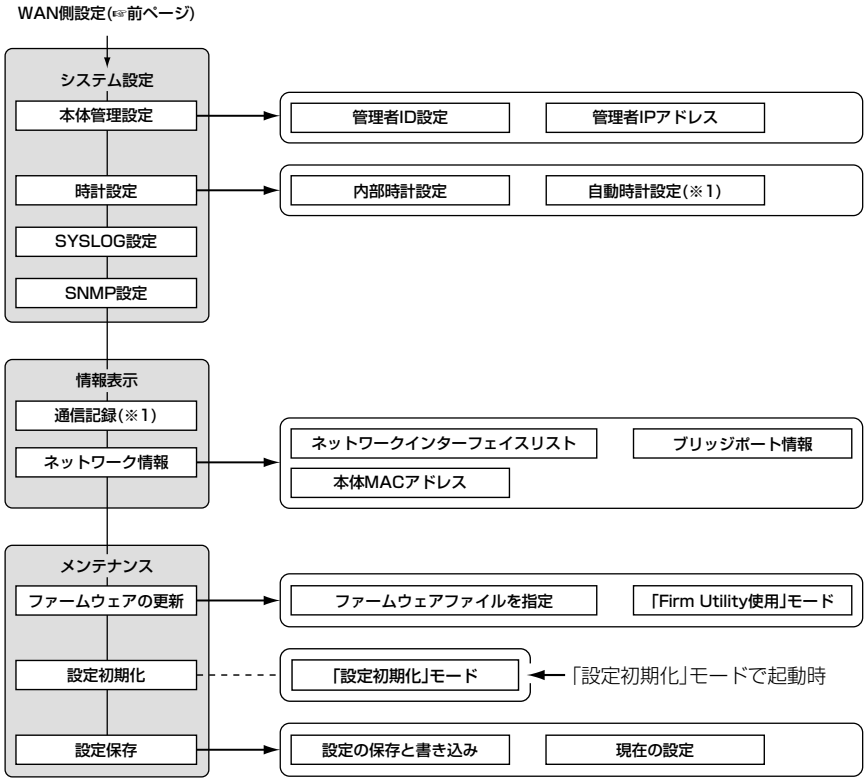 WAN側設定(☞前ページ)
システム設定
本体管理設定
管理者ID設定
管理者IPアドレス
時計設定
内部時計設定
自動時計設定(※1)
SYSLOG設定
SNMP設定
情報表示
通信記録(※1)
ネットワーク情報
ネットワークインターフェイスリスト
ブリッジポート情報
本体MACアドレス
メンテナンス
ファームウェアの更新
ファームウェアファイルを指定
「Firm Utility使用」モード
設定初期化
「設定初期化」モード
「設定初期化」モードで起動時
設定保存
設定の保存と書き込み
現在の設定